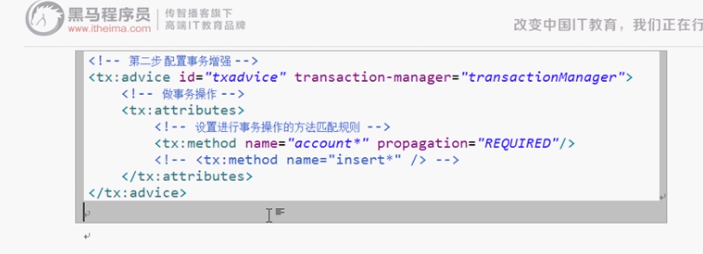 黑马程序员
www.itheima.com
传智播客旗下
高端IT教育品牌
改变中国IT教育，我们正在行
<!-- 第二步 配置事务增强 -->
<tx:advice id="txadvice" transaction-manager="transactionManager">
<!-- 做事务操作 -->
<tx:attributes>
<!-- 设置进行事务操作的方法匹配规则 -->
<tx:method name="account*" propagation="REQUIRED"/>
<!-- <tx:method name="insert*" /> -->
</tx:attributes>
</tx:advice>